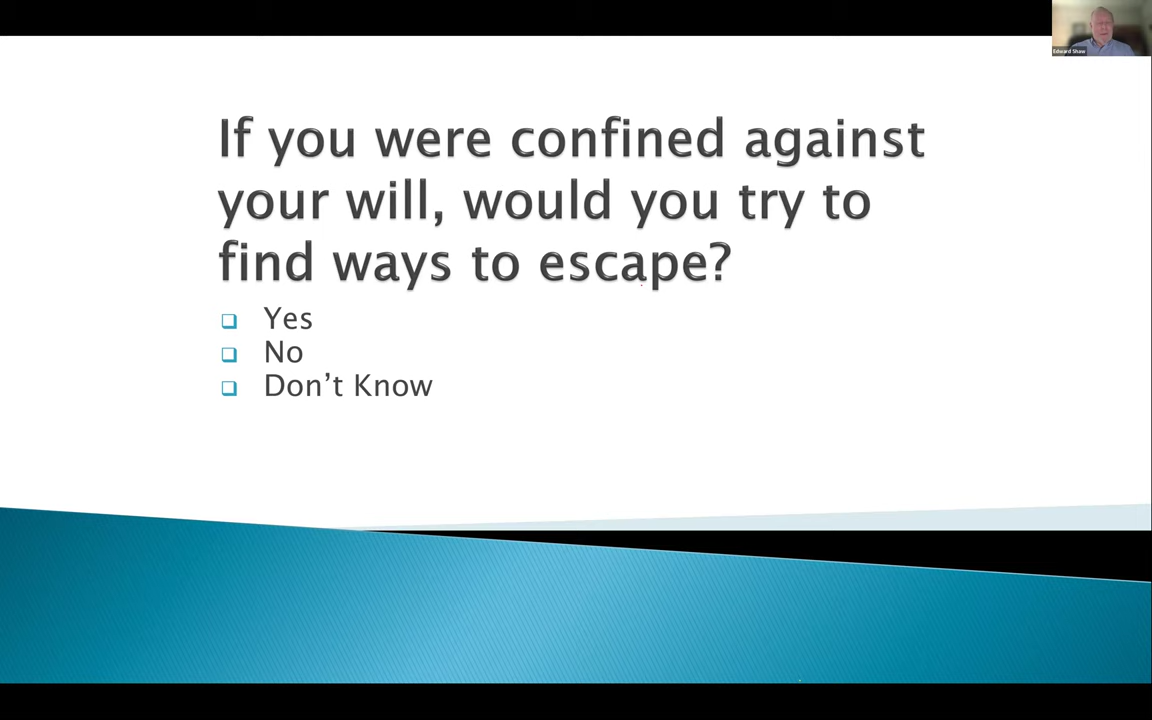 Edward Shaw
If you were confined against
your will, would you try to
find ways to escape?
Yes
No
Don’t Know